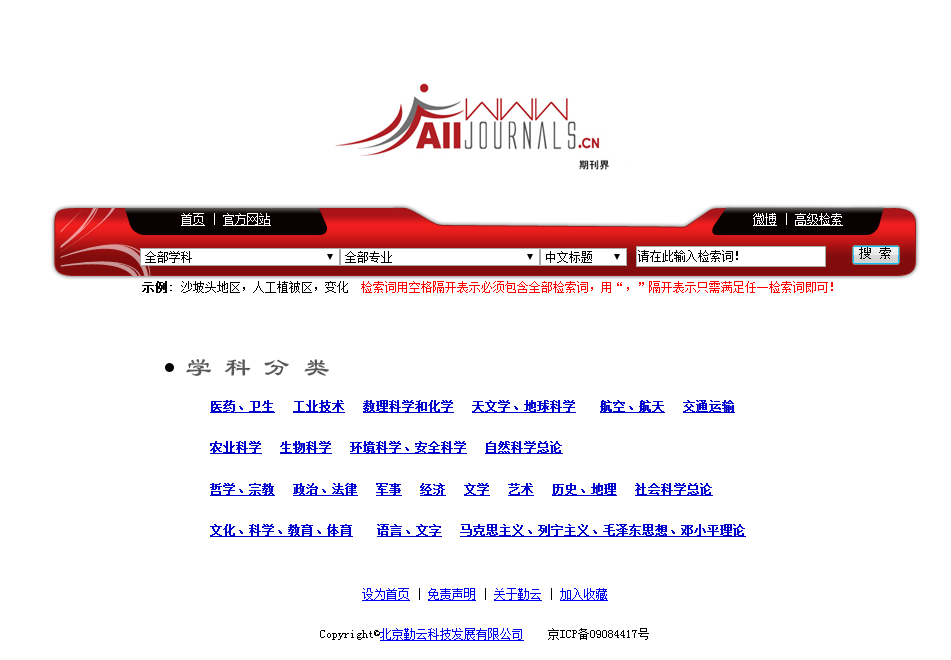 WWW
AllJOURNALS.CN
期刊界
首页 | 官方网站 微博 | 高级检索
全部学科 全部专业 中文标题 请在此输入检索词! 搜 索
示例: 沙坡头地区, 人工植被区, 变化 检索词用空格隔开表示必须包含全部检索词, 用“,”隔开表示只需满足任一检索词即可!
学 科 分 类
医药、卫生 工业技术 数理科学和化学 天文学、地球科学 航空、航天 交通运输
农业科学 生物科学 环境科学、安全科学 自然科学总论
哲学、宗教 政治、法律 军事 经济 文学 艺术 历史、地理 社会科学总论
文化、科学、教育、体育 语言、文字 马克思主义、列宁主义、毛泽东思想、邓小平理论
设为首页 | 免责声明 | 关于勤云 | 加入收藏
Copyright©北京勤云科技发展有限公司 京ICP备09084417号